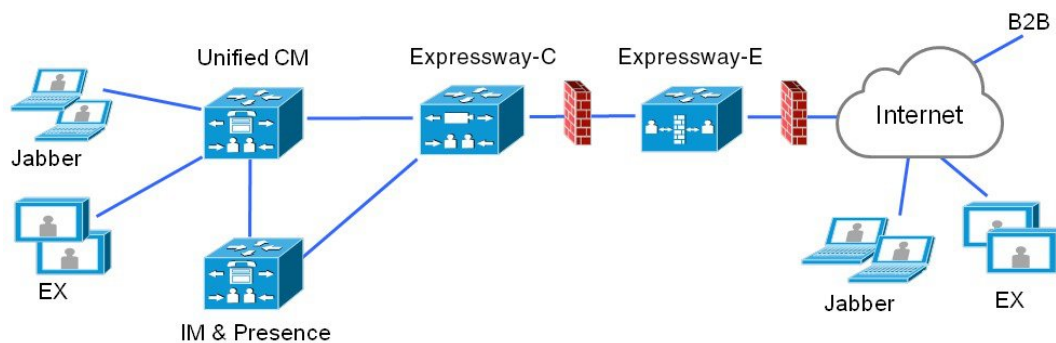 B2B
Unified CM
Expressway-C
Expressway-E
Internet
Jabber
EX
IM & Presence
Jabber
EX